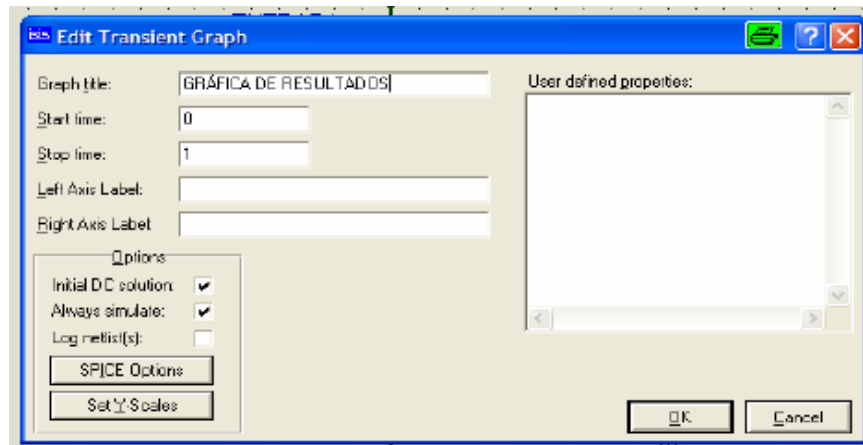 isis Edit Transient Graph
Graph title: GRÁFICA DE RESULTADOS
User defined properties:
Start time: 0
Stop time: 1
Left Axis Label:
Right Axis Label:
Options
Initial DC solution:
Always simulate:
Log netlist(s):
SPICE Options
Set Y-Scales
OK
Cancel